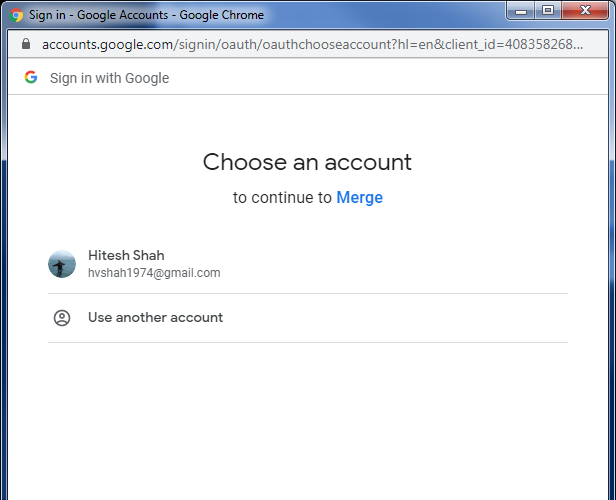 Sign in - Google Accounts - Google Chrome
accounts.google.com/signin/oauth/oauthchooseaccount?hl=en&client_id=408358268...
Sign in with Google
Choose an account
to continue to Merge
Hitesh Shah
hvshah1974@gmail.com
Use another account